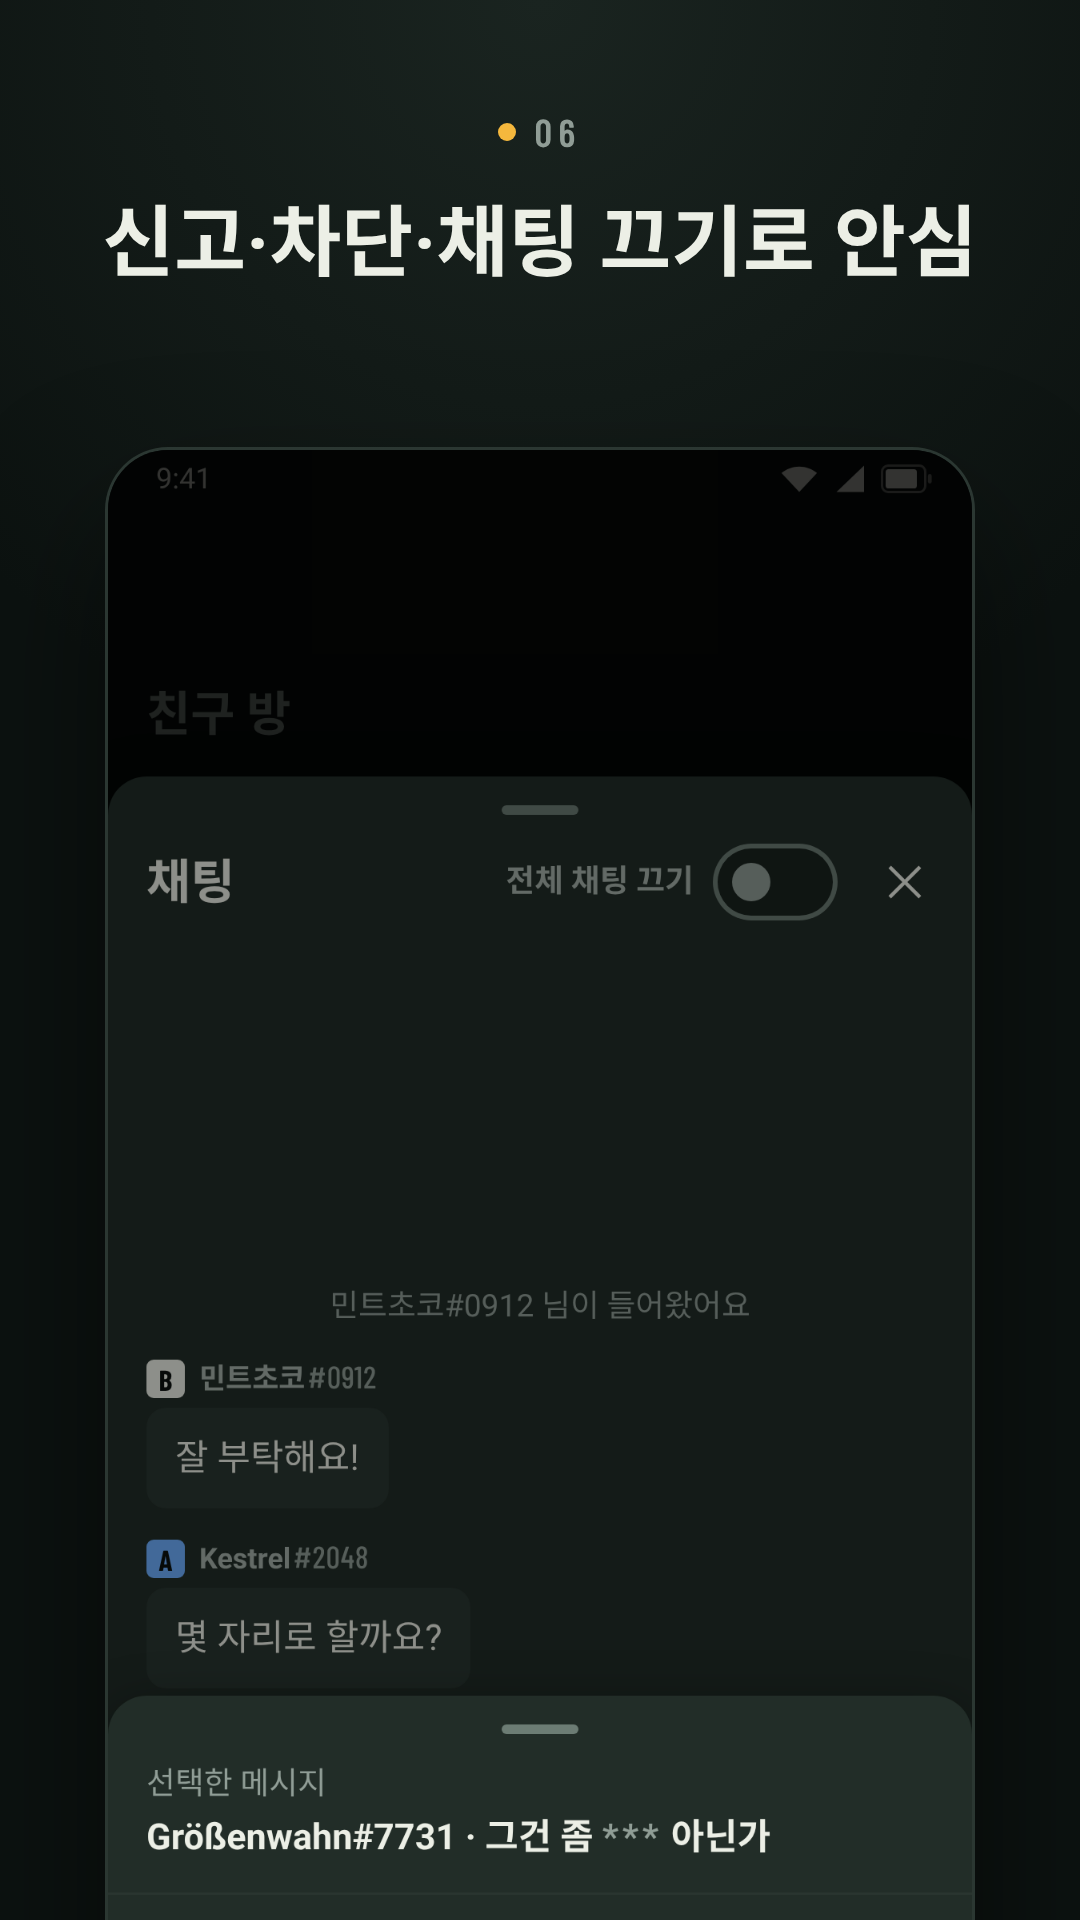 06
신고·차단·채팅 끄기로 안심
9:41
친구 방
채팅
전체 채팅 끄기
민트초코#0912 님이 들어왔어요
B 민트초코#0912
잘 부탁해요!
A Kestrel#2048
몇 자리로 할까요?
선택한 메시지
Größenwahn#7731 · 그건 좀 *** 아닌가